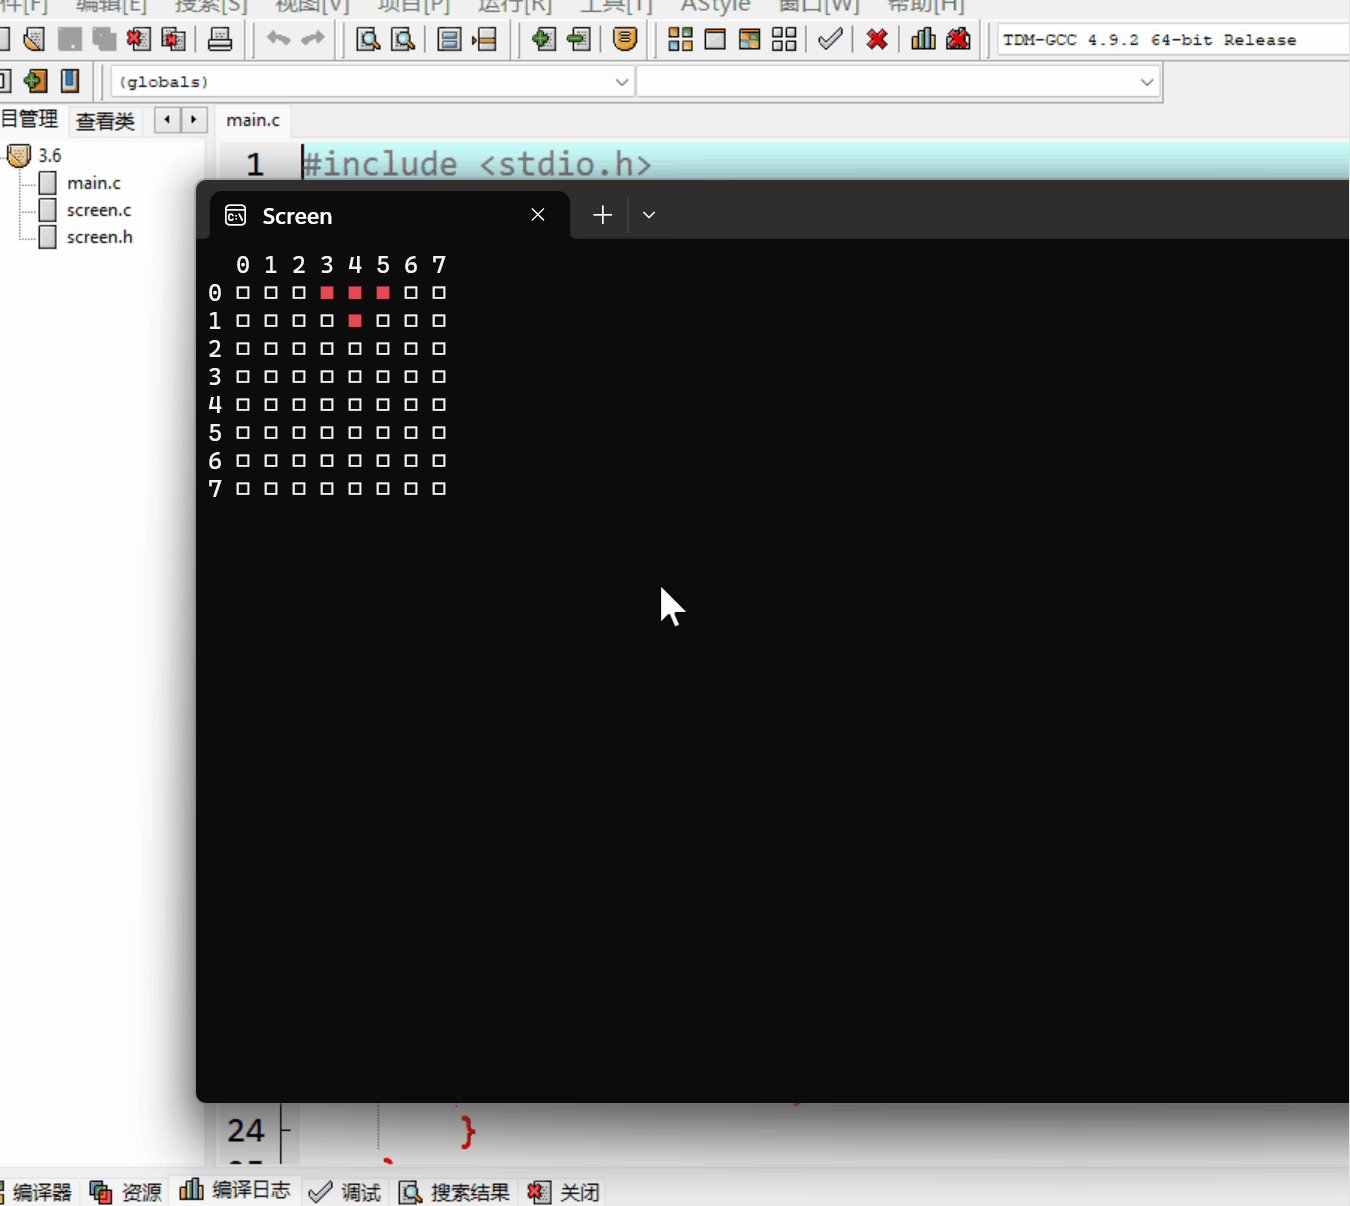 件[F] 编辑[E] 搜索[S] 视图[V] 项目[P] 运行[R] 工具[T] AStyle 窗口[W] 帮助[H]
TDM-GCC 4.9.2 64-bit Release
(globals)
目管理 查看类 main.c
3.6
main.c
screen.c
screen.h
1 #include <stdio.h>
Screen
0 1 2 3 4 5 6 7
0 □ □ □ ■ ■ ■ □ □
1 □ □ □ □ ■ □ □ □
2 □ □ □ □ □ □ □ □
3 □ □ □ □ □ □ □ □
4 □ □ □ □ □ □ □ □
5 □ □ □ □ □ □ □ □
6 □ □ □ □ □ □ □ □
7 □ □ □ □ □ □ □ □
24 }
编译器 资源 编译日志 调试 搜索结果 关闭